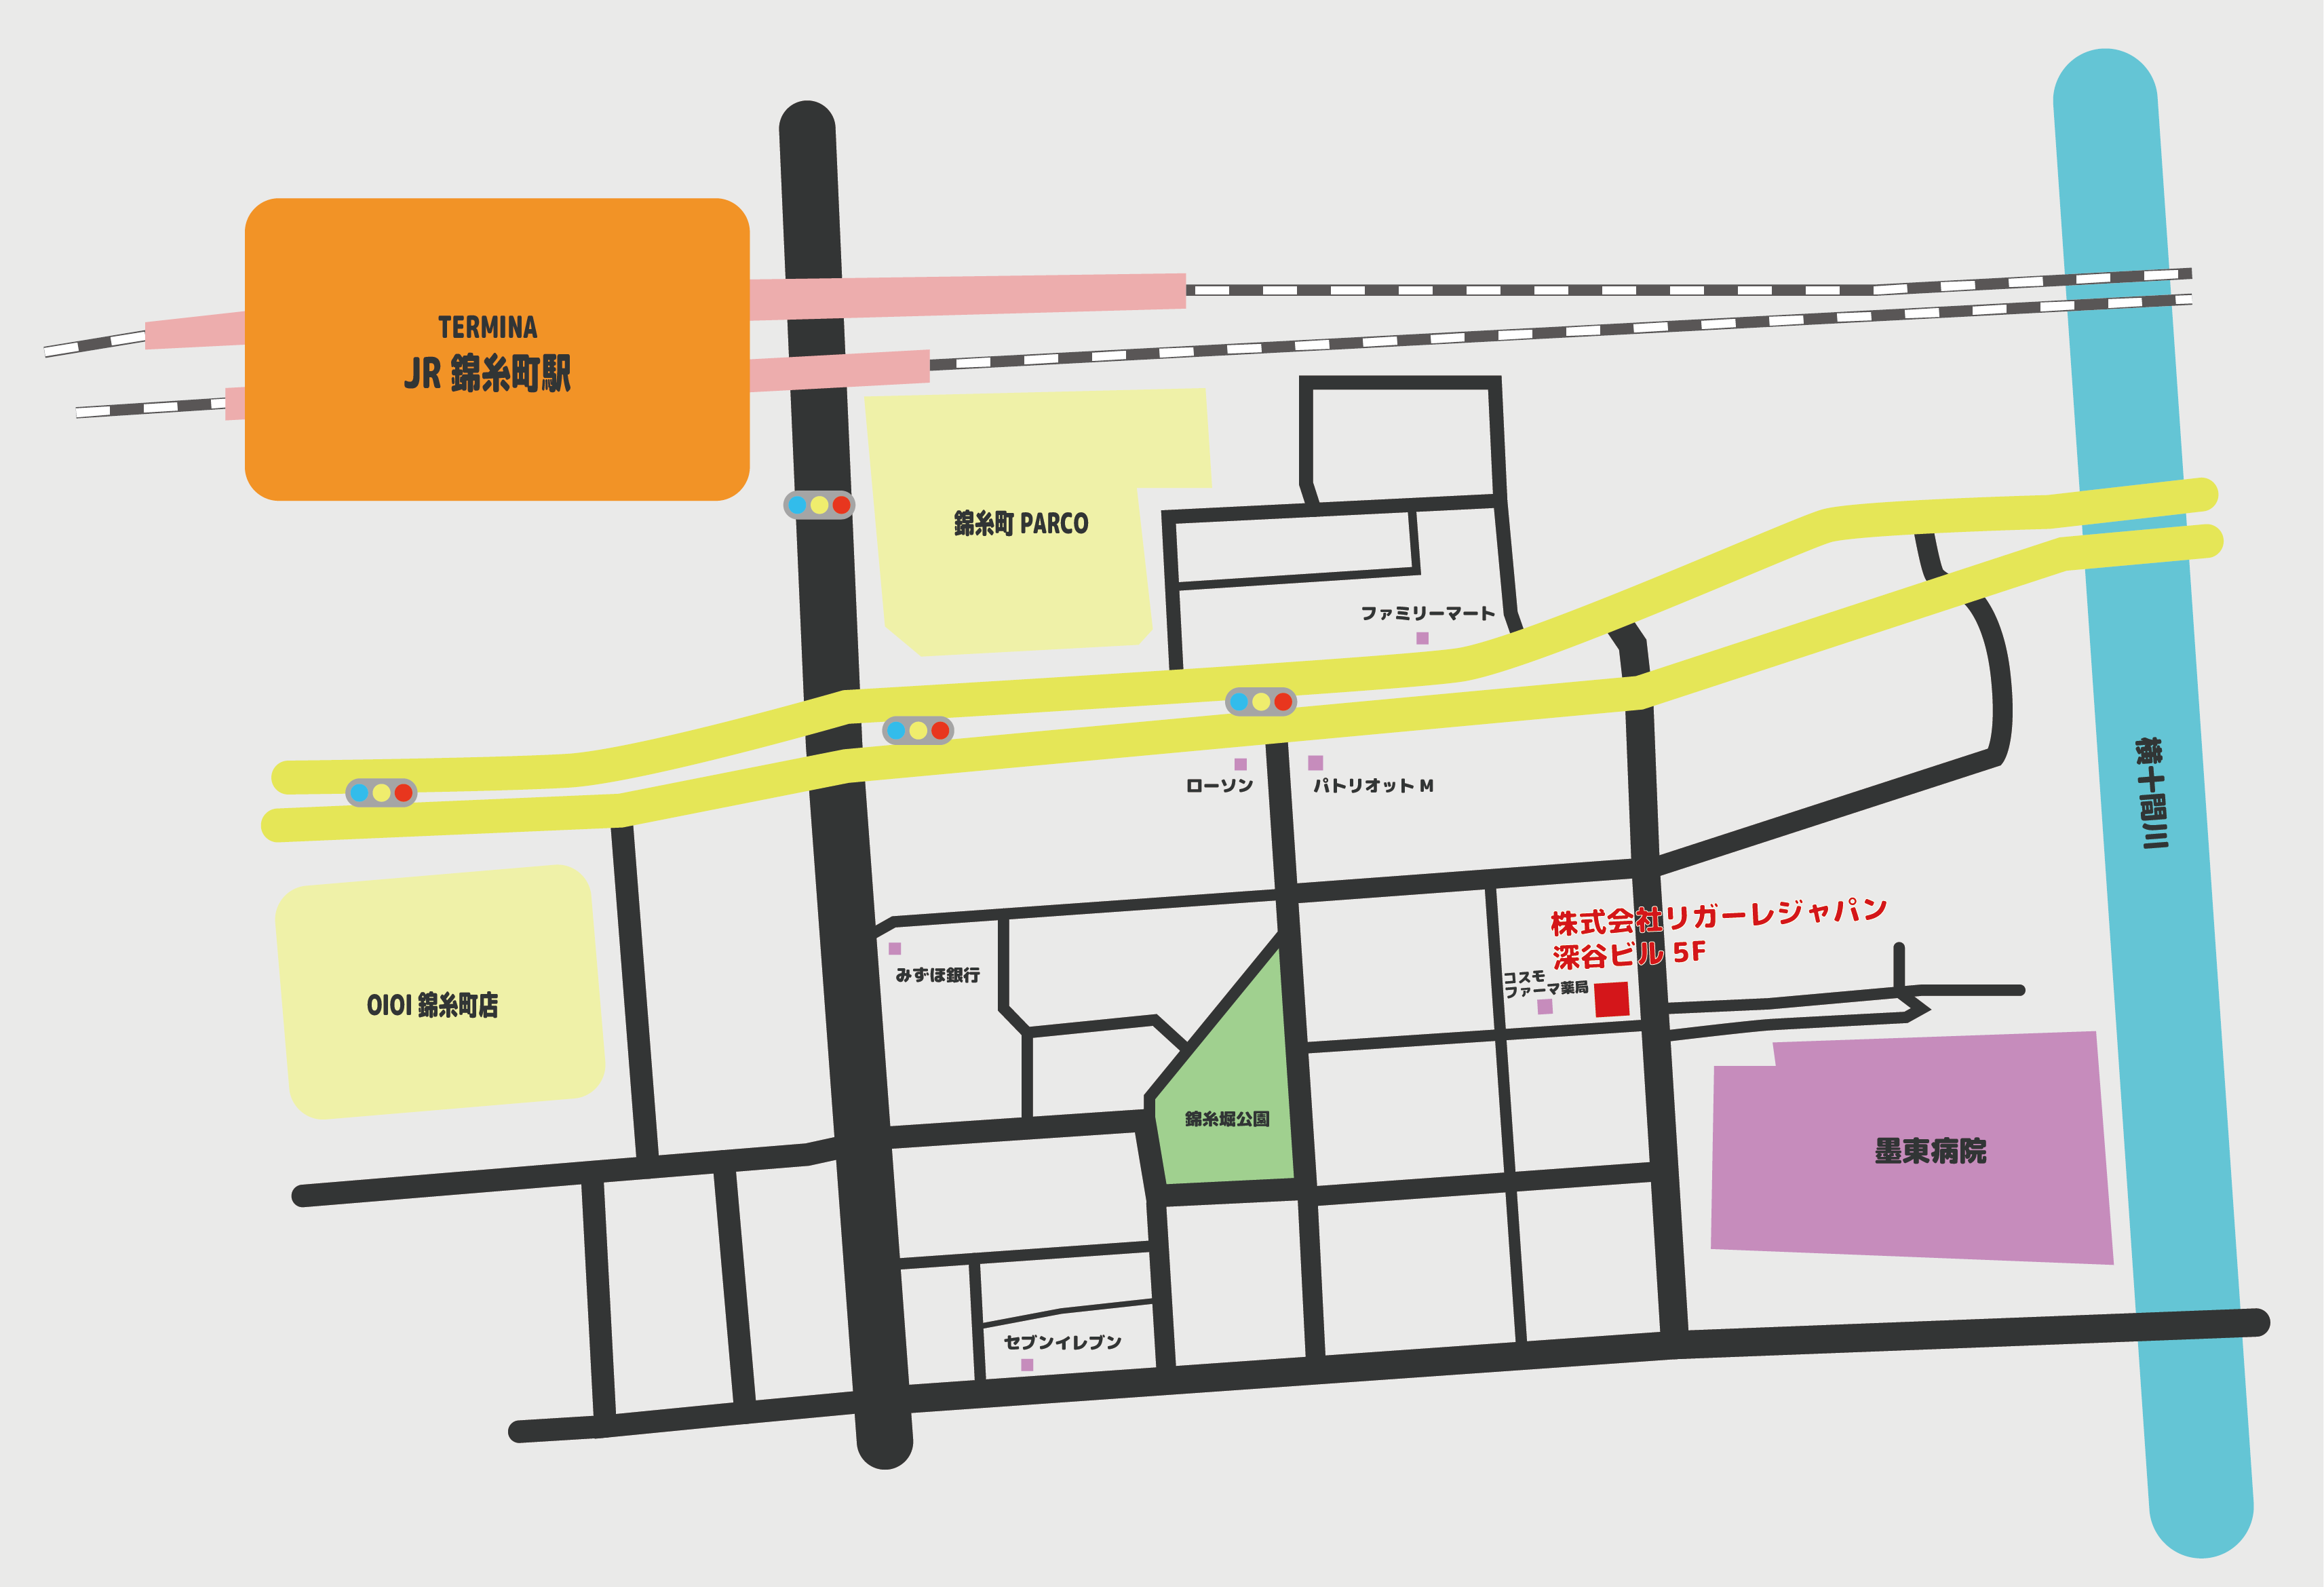 TERMINA
JR 錦糸町駅
錦糸町 PARCO
ファミリーマート
ローソン
パトリオット M
横十間川
OIOI 錦糸町店
みずほ銀行
株式会社リガーレジャパン
深谷ビル 5F
コスモ
ファーマ薬局
錦糸堀公園
墨東病院
セブンイレブン